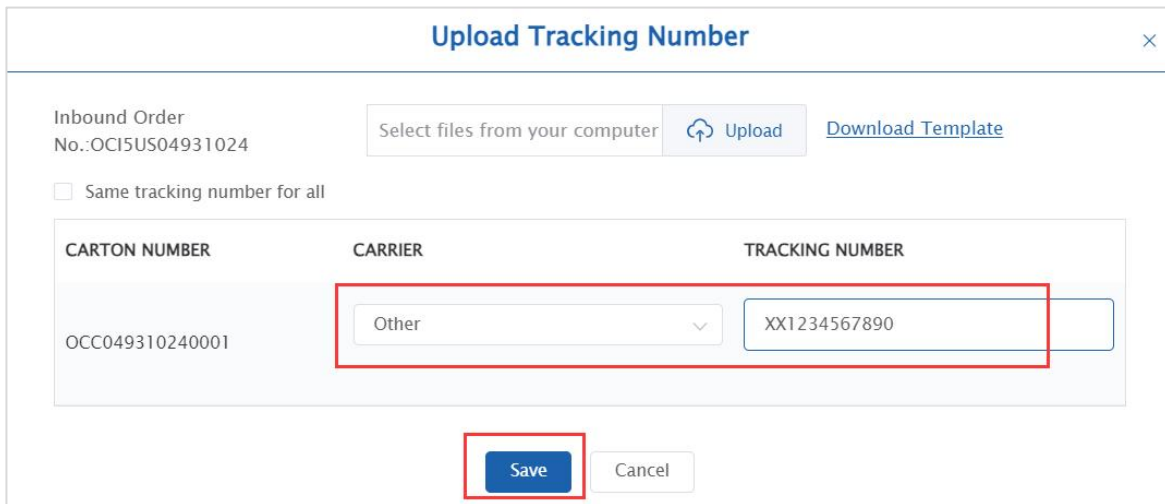 Upload Tracking Number
×
Inbound Order
No.:OCI5US04931024
Select files from your computer
Upload
Download Template
Same tracking number for all
CARTON NUMBER CARRIER TRACKING NUMBER
OCC049310240001 Other XX1234567890
Save Cancel